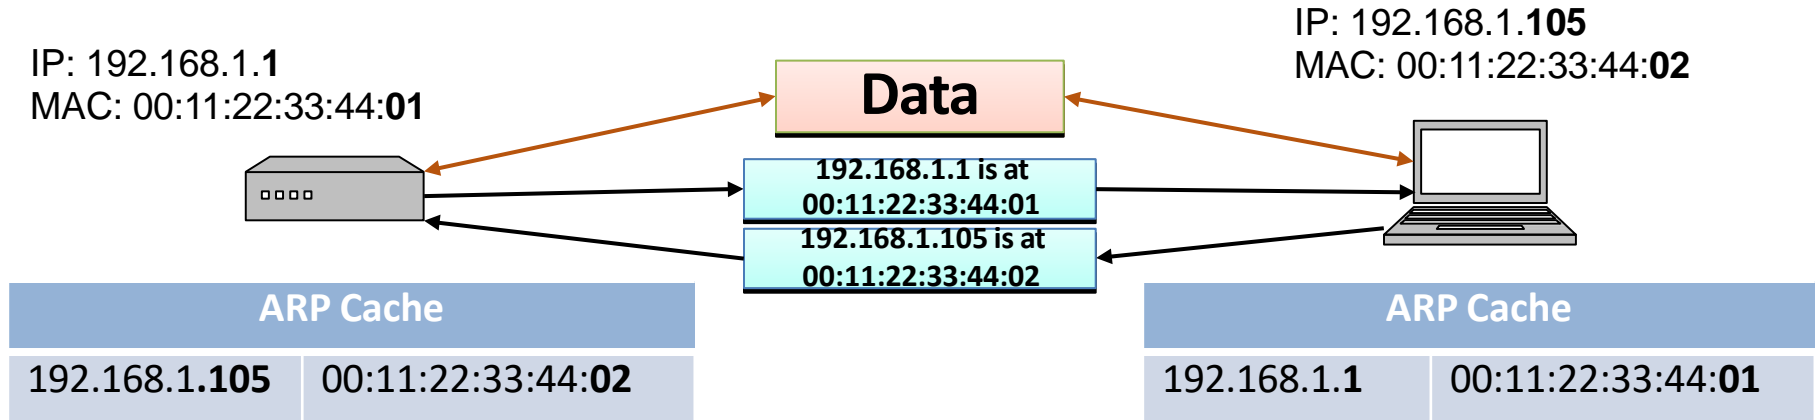 IP: 192.168.1.1
MAC: 00:11:22:33:44:01
IP: 192.168.1.105
MAC: 00:11:22:33:44:02
Data
192.168.1.1 is at
00:11:22:33:44:01
192.168.1.105 is at
00:11:22:33:44:02
ARP Cache
192.168.1.105 00:11:22:33:44:02
ARP Cache
192.168.1.1 00:11:22:33:44:01